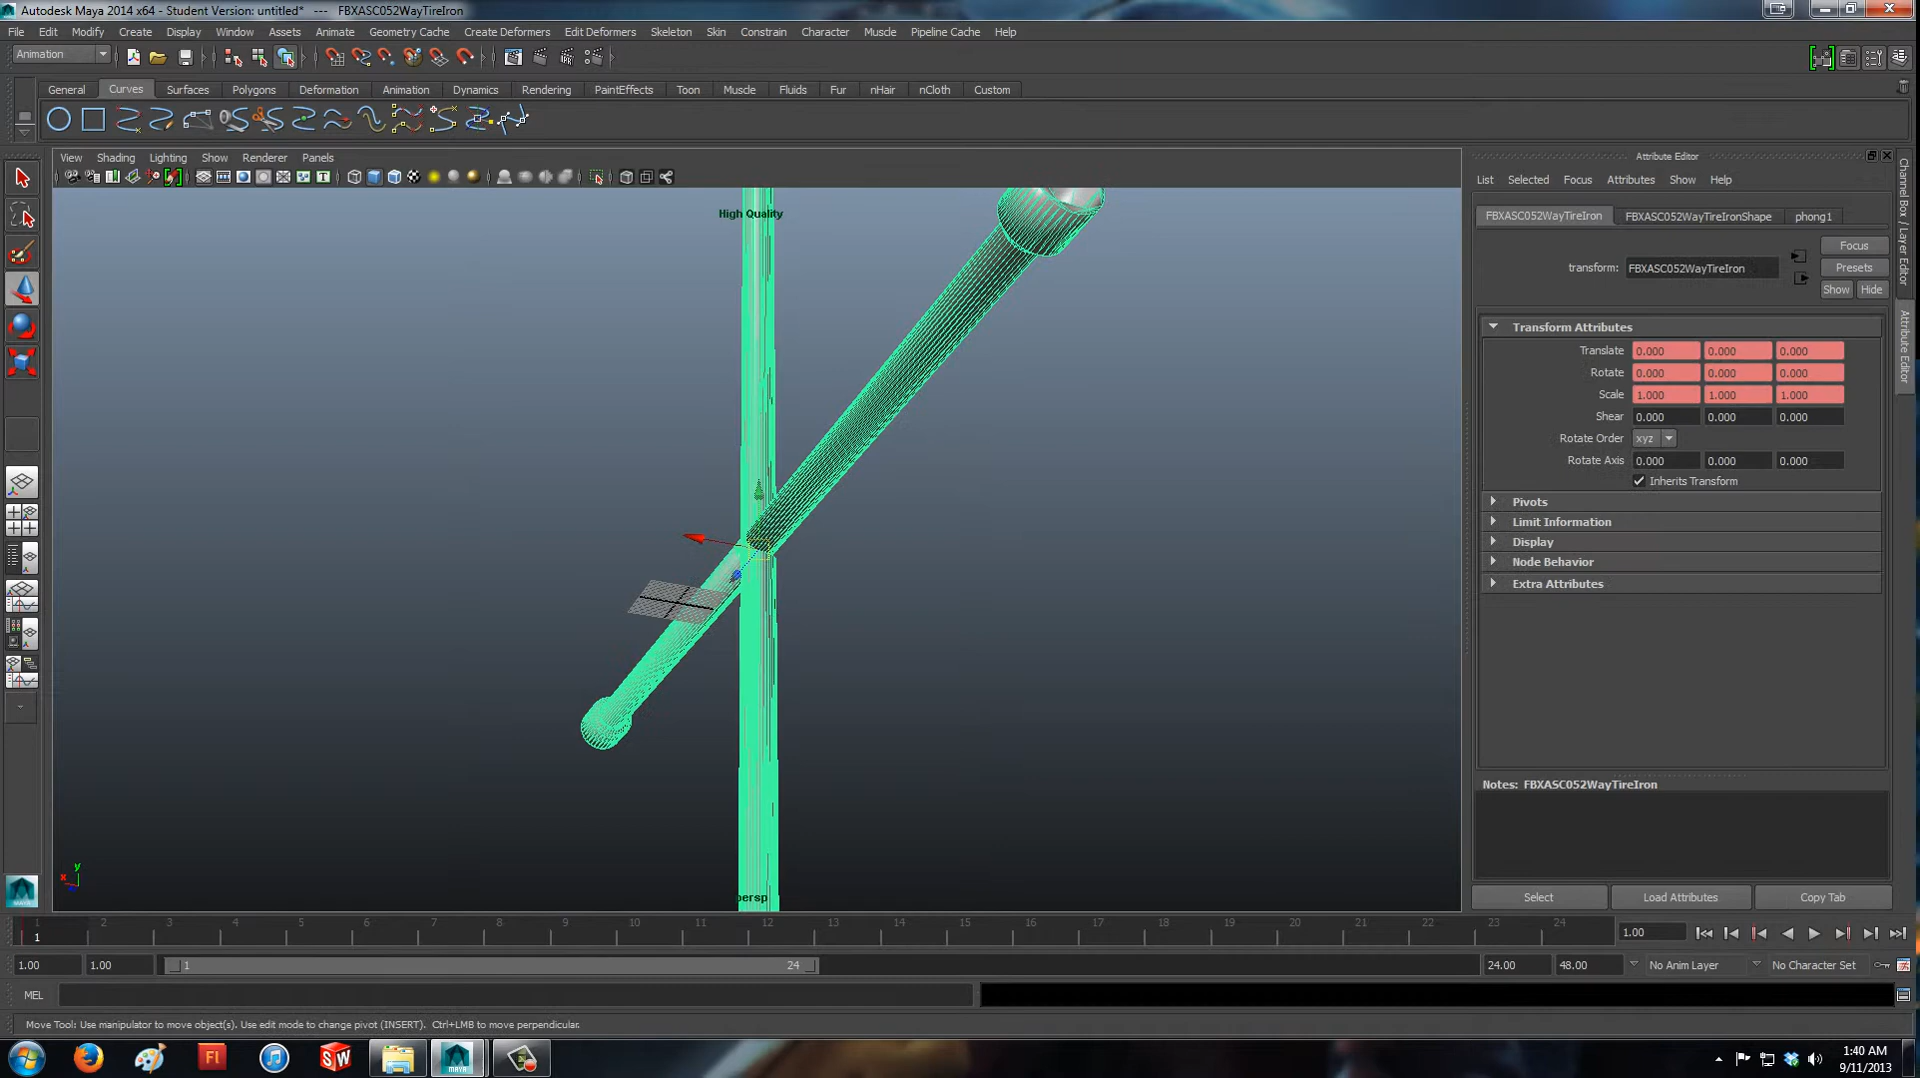 Autodesk Maya 2014 x64 - Student Version: untitled* --- FBXASC052WayTireIron
File Edit Modify Create Display Window Assets Animate Geometry Cache Create Deformers Edit Deformers Skeleton Skin Constrain Character Muscle Pipeline Cache Help
Animation
General Curves Surfaces Polygons Deformation Animation Dynamics Rendering PaintEffects Toon Muscle Fluids Fur nHair nCloth Custom
View Shading Lighting Show Renderer Panels
Attribute Editor
List Selected Focus Attributes Show Help
High Quality
FBXASC052WayTireIron FBXASC052WayTireIronShape phong1
Focus
transform: FBXASC052WayTireIron Presets
Show Hide
Transform Attributes
Translate 0.000 0.000 0.000
Rotate 0.000 0.000 0.000
Scale 1.000 1.000 1.000
Shear 0.000 0.000 0.000
Rotate Order xyz
Rotate Axis 0.000 0.000 0.000
Inherits Transform
Pivots
Limit Information
Display
Node Behavior
Extra Attributes
Channel Box / Layer Editor
Attribute Editor
Notes: FBXASC052WayTireIron
y
x
persp
Select Load Attributes Copy Tab
1 2 3 4 5 6 7 8 9 10 11 12 13 14 15 16 17 18 19 20 21 22 23 24
1
1.00
1.00 1.00 1 24 24.00 48.00 No Anim Layer No Character Set
MEL
Move Tool: Use manipulator to move object(s). Use edit mode to change pivot (INSERT). Ctrl+LMB to move perpendicular.
Fl SW MAYA
1:40 AM
9/11/2013